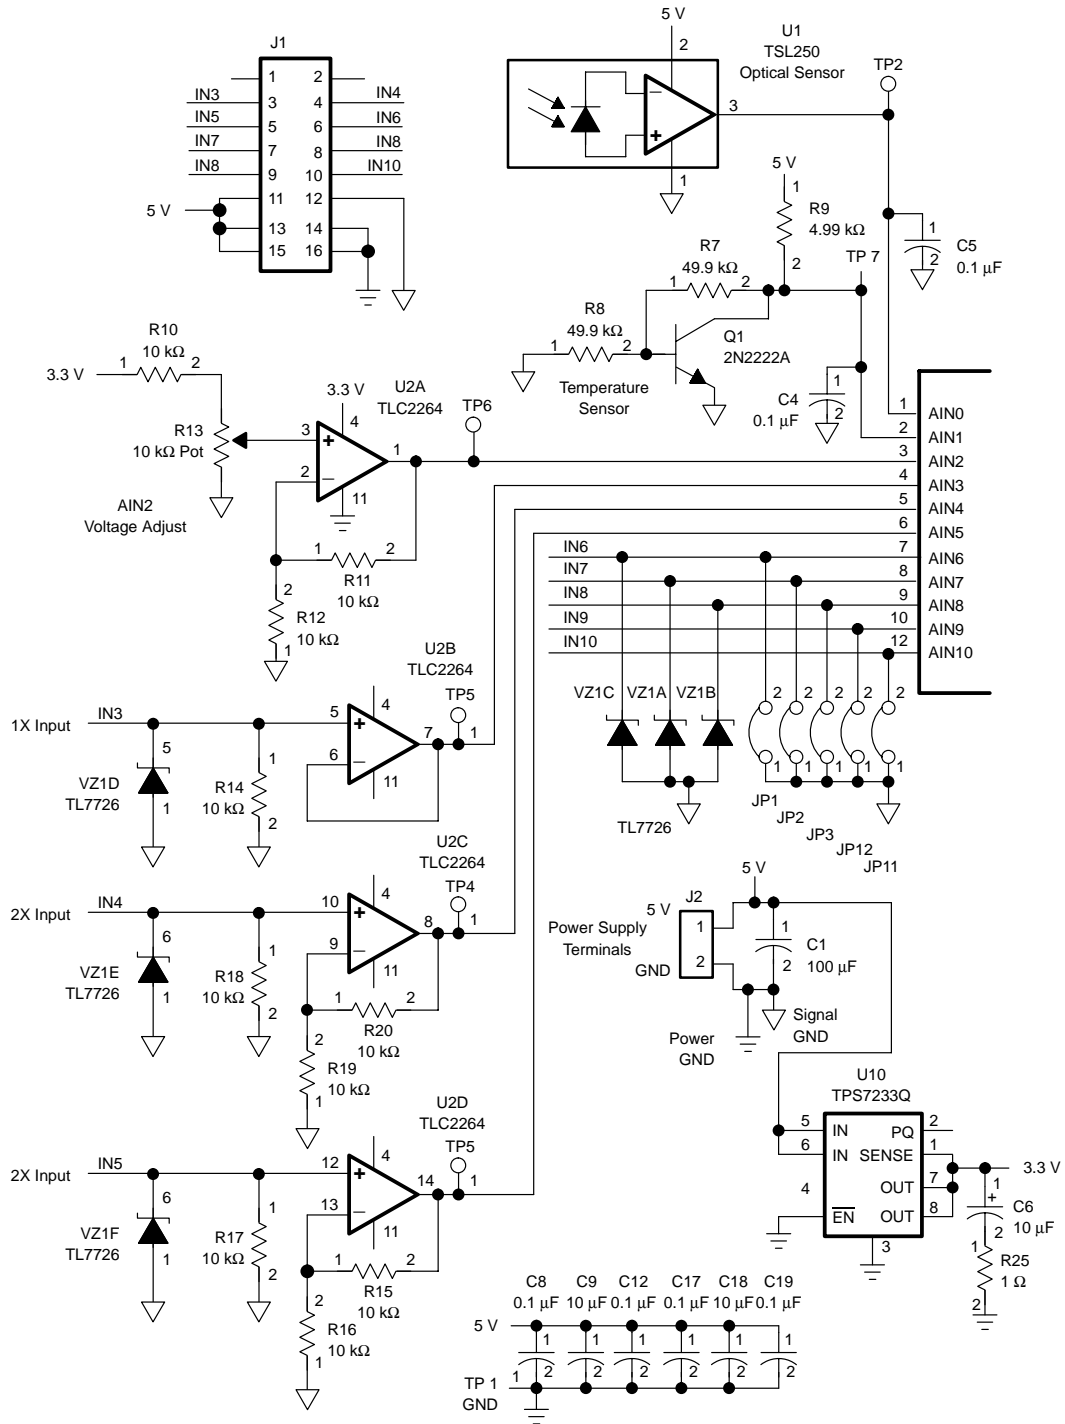 J1
1 2
IN3 3 4 IN4
IN5 5 6 IN6
IN7 7 8 IN8
IN8 9 10 IN10
11 12
5 V
13 14
15 16
5 V
2
U1
TSL250
Optical Sensor
−
+
3
1
TP2
5 V
1
R9
4.99 kΩ
2
TP 7
1
C5
2
0.1 µF
R7
49.9 kΩ
1 2
R8
49.9 kΩ
1 2
Q1
2N2222A
Temperature
Sensor
1
C4
0.1 µF
2
R10
10 kΩ
1 2
3.3 V
R13
10 kΩ Pot
AIN2
Voltage Adjust
3.3 V
4
U2A
TLC2264
TP6
3
+
1
2
−
11
1 2
R11
10 kΩ
2
R12
10 kΩ
1
1 AIN0
2 AIN1
3 AIN2
4 AIN3
5 AIN4
6 AIN5
IN6 7 AIN6
IN7 8 AIN7
IN8 9 AIN8
IN9 10 AIN9
IN10 12 AIN10
VZ1C VZ1A VZ1B
2 2 2 2 2
1 1 1 1 1
TL7726
JP1
JP2
JP3
JP12
JP11
U2B
TLC2264
TP5
1X Input
IN3
5
+
4
7
1
6
−
11
5
VZ1D
TL7726
1
1
R14
10 kΩ
2
U2C
TLC2264
TP4
2X Input
IN4
10
+
4
8
1
9
−
11
6
VZ1E
TL7726
1
1
R18
10 kΩ
2
1 2
R20
10 kΩ
2
R19
10 kΩ
1
U2D
TLC2264
TP5
2X Input
IN5
12
+
4
14
1
13
−
11
6
VZ1F
TL7726
1
1
R17
10 kΩ
2
1 2
R15
10 kΩ
2
R16
10 kΩ
1
5 V
J2
5 V
1
Power Supply
Terminals
2
GND
1
C1
100 µF
2
Signal
GND
Power
GND
U10
TPS7233Q
5 IN PQ 2
6 IN SENSE 1
4
OUT 7
EN OUT 8
3
3.3 V
1
+
C6
10 µF
2
1
R25
1 Ω
2
C8 C9 C12 C17 C18 C19
0.1 µF 10 µF 0.1 µF 0.1 µF 10 µF 0.1 µF
5 V
1 1 1 1 1 1
2 2 2 2 2 2
TP 1 1
GND